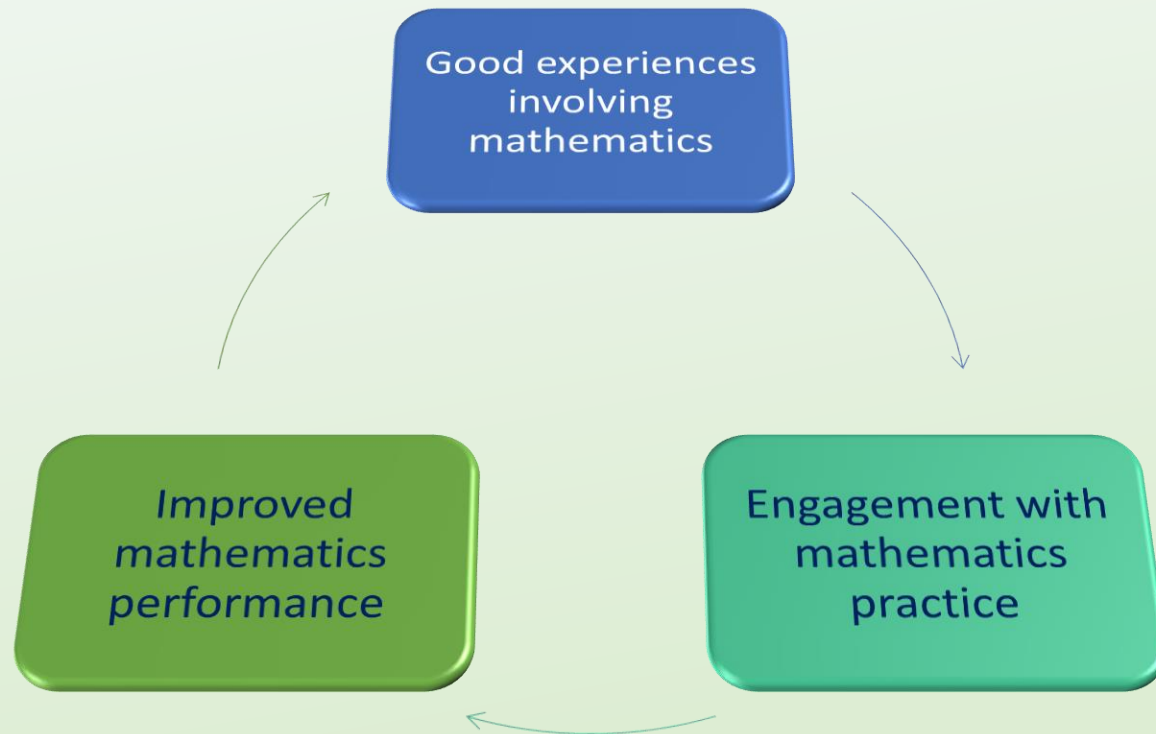 Good experiences
involving
mathematics
Engagement with
mathematics
practice
Improved
mathematics
performance